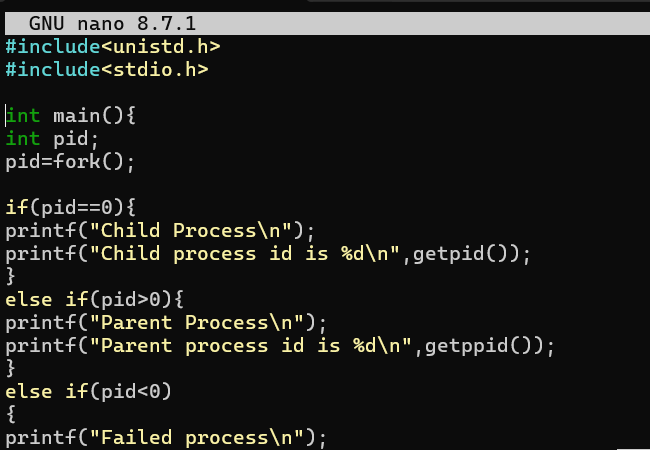 GNU nano 8.7.1
#include<unistd.h>
#include<stdio.h>
int main(){
int pid;
pid=fork();
if(pid==0){
printf("Child Process\n");
printf("Child process id is %d\n",getpid());
}
else if(pid>0){
printf("Parent Process\n");
printf("Parent process id is %d\n",getppid());
}
else if(pid<0)
{
printf("Failed process\n");